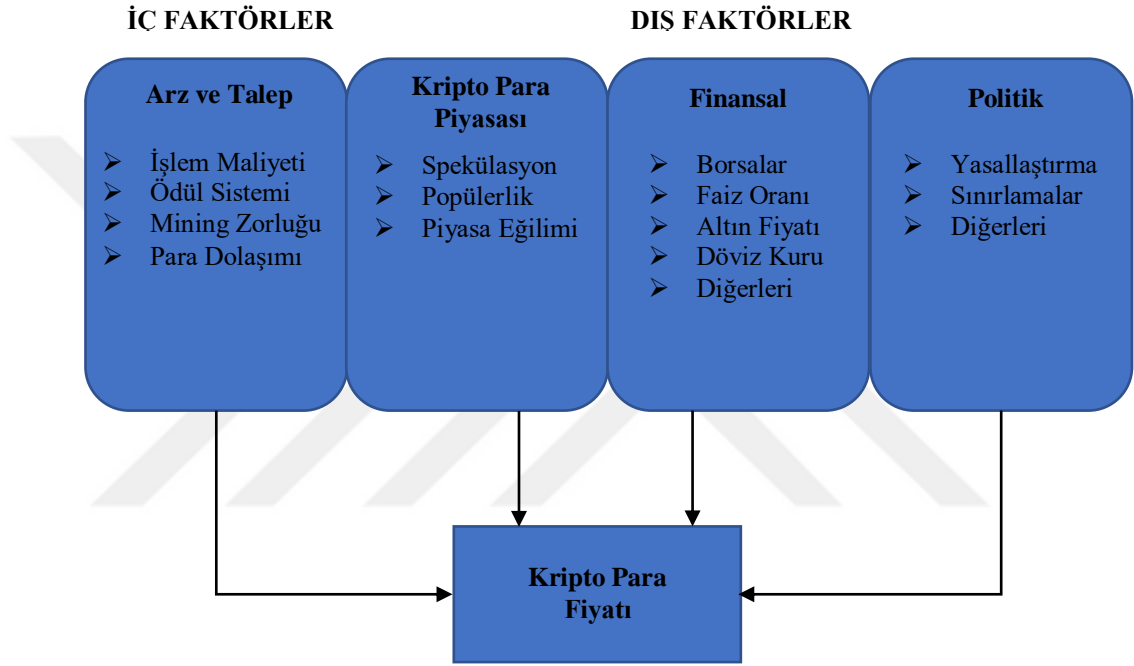 İÇ FAKTÖRLER
DIŞ FAKTÖRLER
Arz ve Talep
➢ İşlem Maliyeti
➢ Ödül Sistemi
➢ Mining Zorluğu
➢ Para Dolaşımı
Kripto Para
Piyasası
➢ Spekülasyon
➢ Popülerlik
➢ Piyasa Eğilimi
Finansal
➢ Borsalar
➢ Faiz Oranı
➢ Altın Fiyatı
➢ Döviz Kuru
➢ Diğerleri
Politik
➢ Yasallaştırma
➢ Sınırlamalar
➢ Diğerleri
Kripto Para
Fiyatı